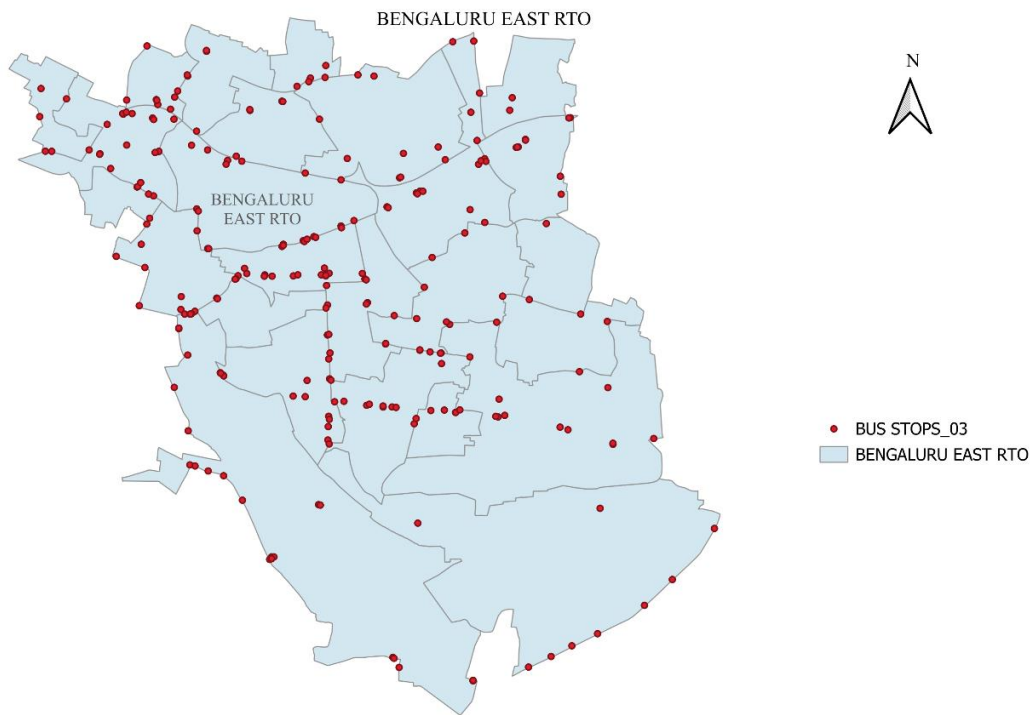 BENGALURU EAST RTO
N
BENGALURU
EAST RTO
BUS STOPS_03
BENGALURU EAST RTO